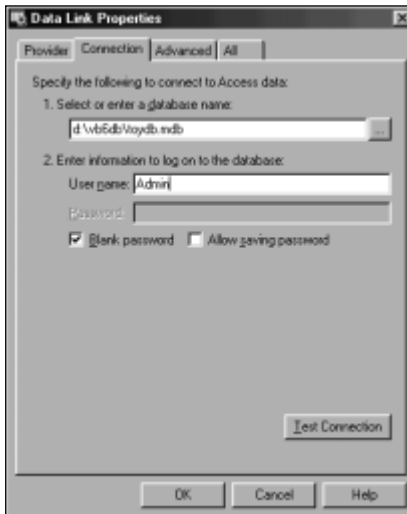 Data Link Properties
Provider Connection Advanced All
Specify the following to connect to Access data:
1. Select or enter a database name:
d:\vb6db\toydb.mdb ...
2. Enter information to log on to the database:
User name: Admin
Password:
Blank password Allow saving password
Test Connection
OK Cancel Help